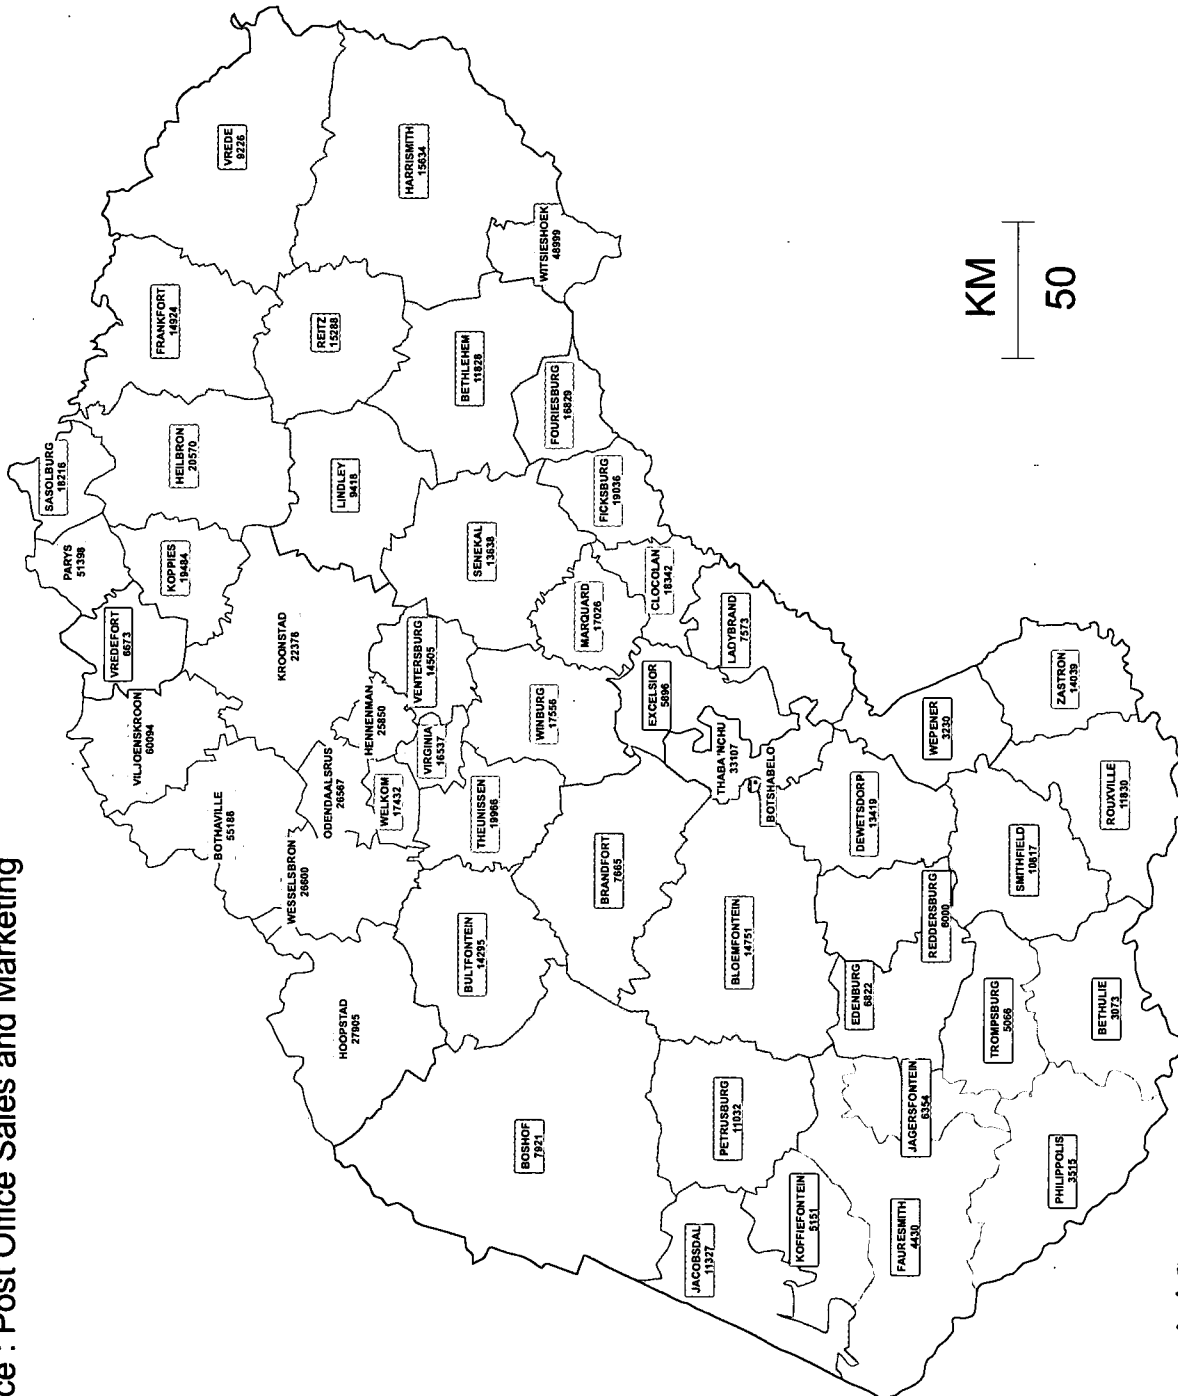 ce : Post Office Sales and Marketing
VREDE
9226
HARRISMITH
15634
WITSIESHOEK
48999
FRANKFORT
14924
REITZ
15288
BETHLEHEM
11828
FOURIESBURG
16829
SASOLBURG
18216
HEILBRON
20570
LINDLEY
9418
FICKSBURG
19036
PARYS
51398
KOPPIES
19484
SENEKAL
13638
CLOCOLAN
18342
MARQUARD
17026
LADYBRAND
7573
VREDEFORT
6673
KROONSTAD
22378
VENTERSBURG
14505
EXCELSIOR
5896
VILJOENSKROON
60094
HENNENMAN
25850
WINBURG
17556
VIRGINIA
16537
THABA 'NCHU
33107
BOTSHABELO
ODENDAALSRUS
26567
WELKOM
17432
THEUNISSEN
19966
BOTHAVILLE
55186
WESSELSBRON
26600
BRANDFORT
7665
DEWETSDORP
13419
WEPENER
3230
ZASTRON
14039
ROUXVILLE
11830
SMITHFIELD
10817
BULTFONTEIN
14295
BLOEMFONTEIN
14751
REDDERSBURG
6000
EDENBURG
6822
HOOPSTAD
27905
TROMPSBURG
5066
BETHULIE
3073
BOSHOF
7921
PETRUSBURG
11032
JAGERSFONTEIN
6354
PHILIPPOLIS
3515
KOFFIEFONTEIN
5151
JACOBSDAL
11327
FAURESMITH
4430
KM
50